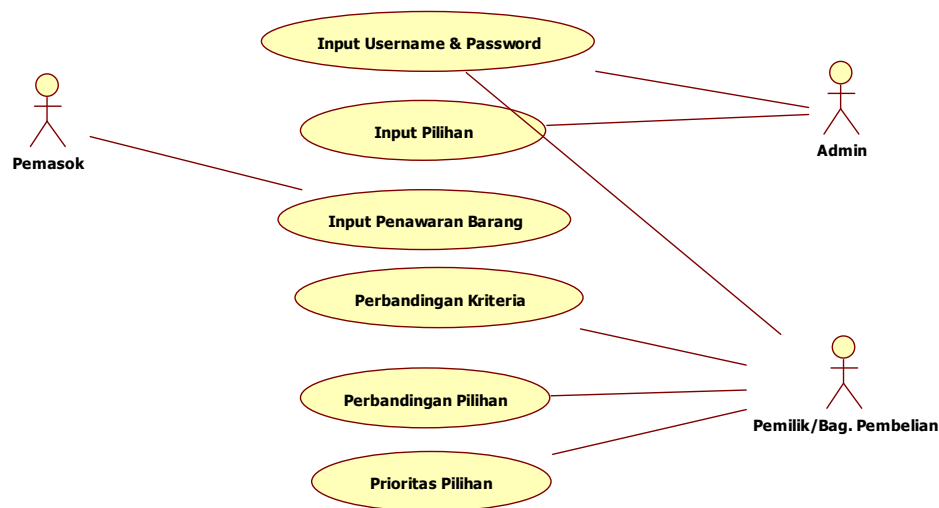 Input Username & Password
Pemasok
Input Pilihan
Admin
Input Penawaran Barang
Perbandingan Kriteria
Perbandingan Pilihan
Pemilik/Bag. Pembelian
Prioritas Pilihan